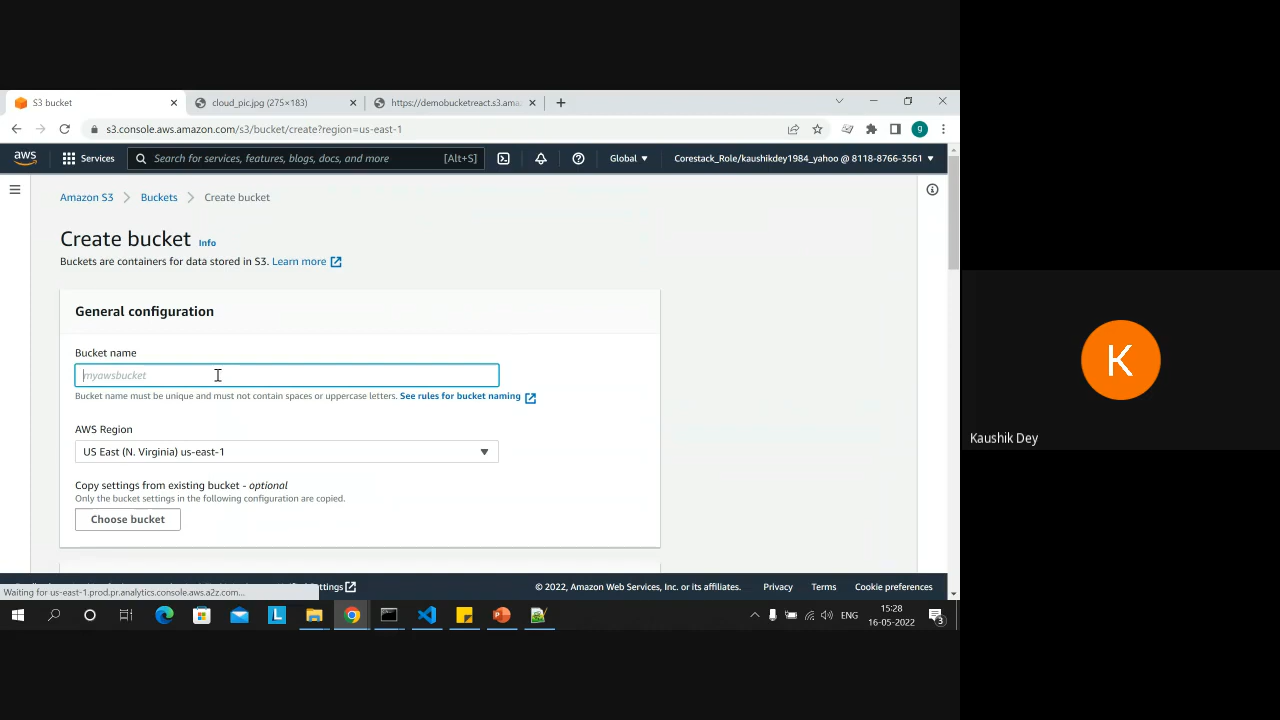 S3 bucket
cloud_pic.jpg (275×183)
https://demobucketreact.s3.ama
s3.console.aws.amazon.com/s3/bucket/create?region=us-east-1
g
aws
Services
Search for services, features, blogs, docs, and more
[Alt+S]
Global
Corestack_Role/kaushikdey1984_yahoo @ 8118-8766-3561
Amazon S3
Buckets
Create bucket
Create bucket
Info
Buckets are containers for data stored in S3. Learn more
General configuration
Bucket name
myawsbucket
Bucket name must be unique and must not contain spaces or uppercase letters. See rules for bucket naming
AWS Region
US East (N. Virginia) us-east-1
Copy settings from existing bucket - optional
Only the bucket settings in the following configuration are copied.
Choose bucket
K
Kaushik Dey
© 2022, Amazon Web Services, Inc. or its affiliates.
Privacy
Terms
Cookie preferences
Waiting for us-east-1.prod.pr.analytics.console.aws.a2z.com...
L
ENG
15:28
16-05-2022
3